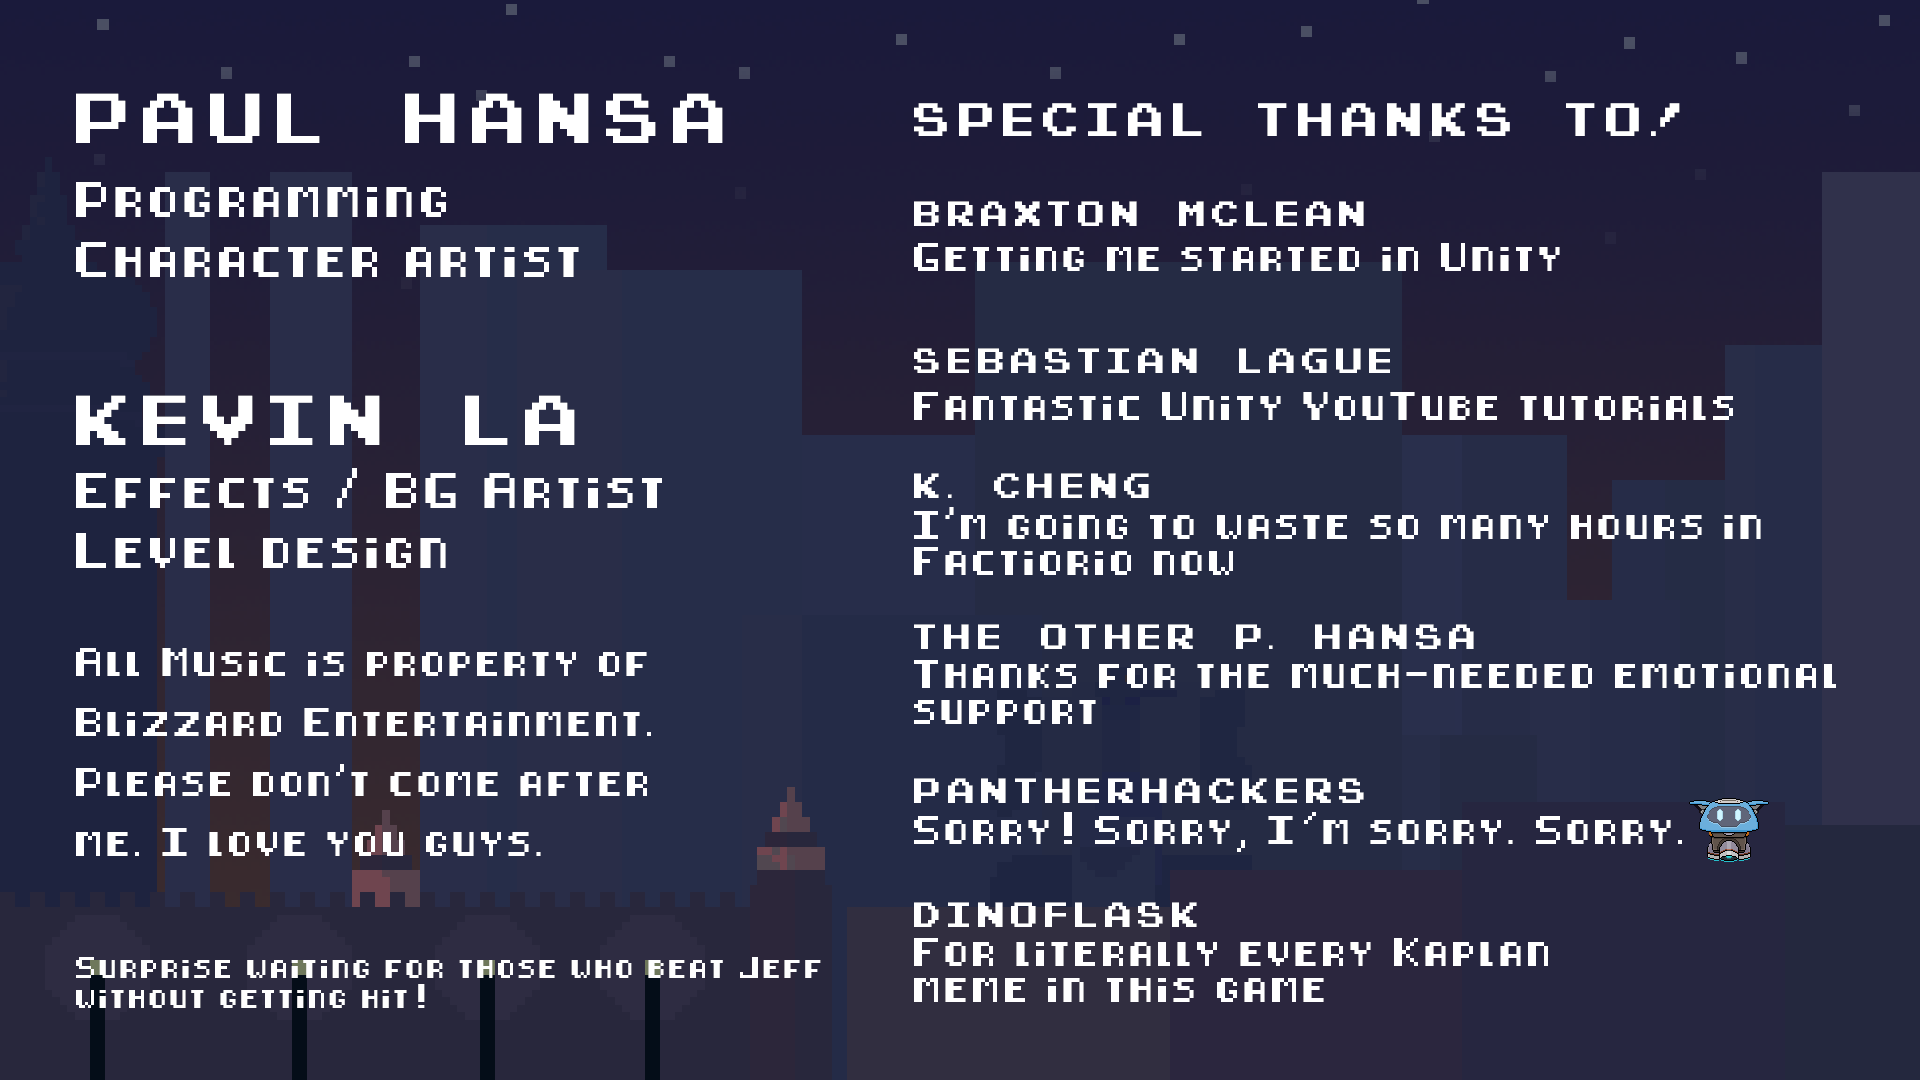 PAUL HANSA
Programming
Character artist
KEVIN LA
Effects / BG Artist
Level design
All Music is property of
Blizzard Entertainment.
Please don't come after
me. I love you guys.
Surprise waiting for those who beat Jeff
without getting hit!
SPECIAL THANKS TO!
BRAXTON MCLEAN
Getting me started in Unity
SEBASTIAN LAGUE
Fantastic Unity YouTube tutorials
K. CHENG
I'm going to waste so many hours in
Factiorio now
THE OTHER P. HANSA
Thanks for the much-needed emotional
support
PANTHERHACKERS
Sorry! Sorry, I'm sorry. Sorry.
DINOFLASK
For literally every Kaplan
meme in this game